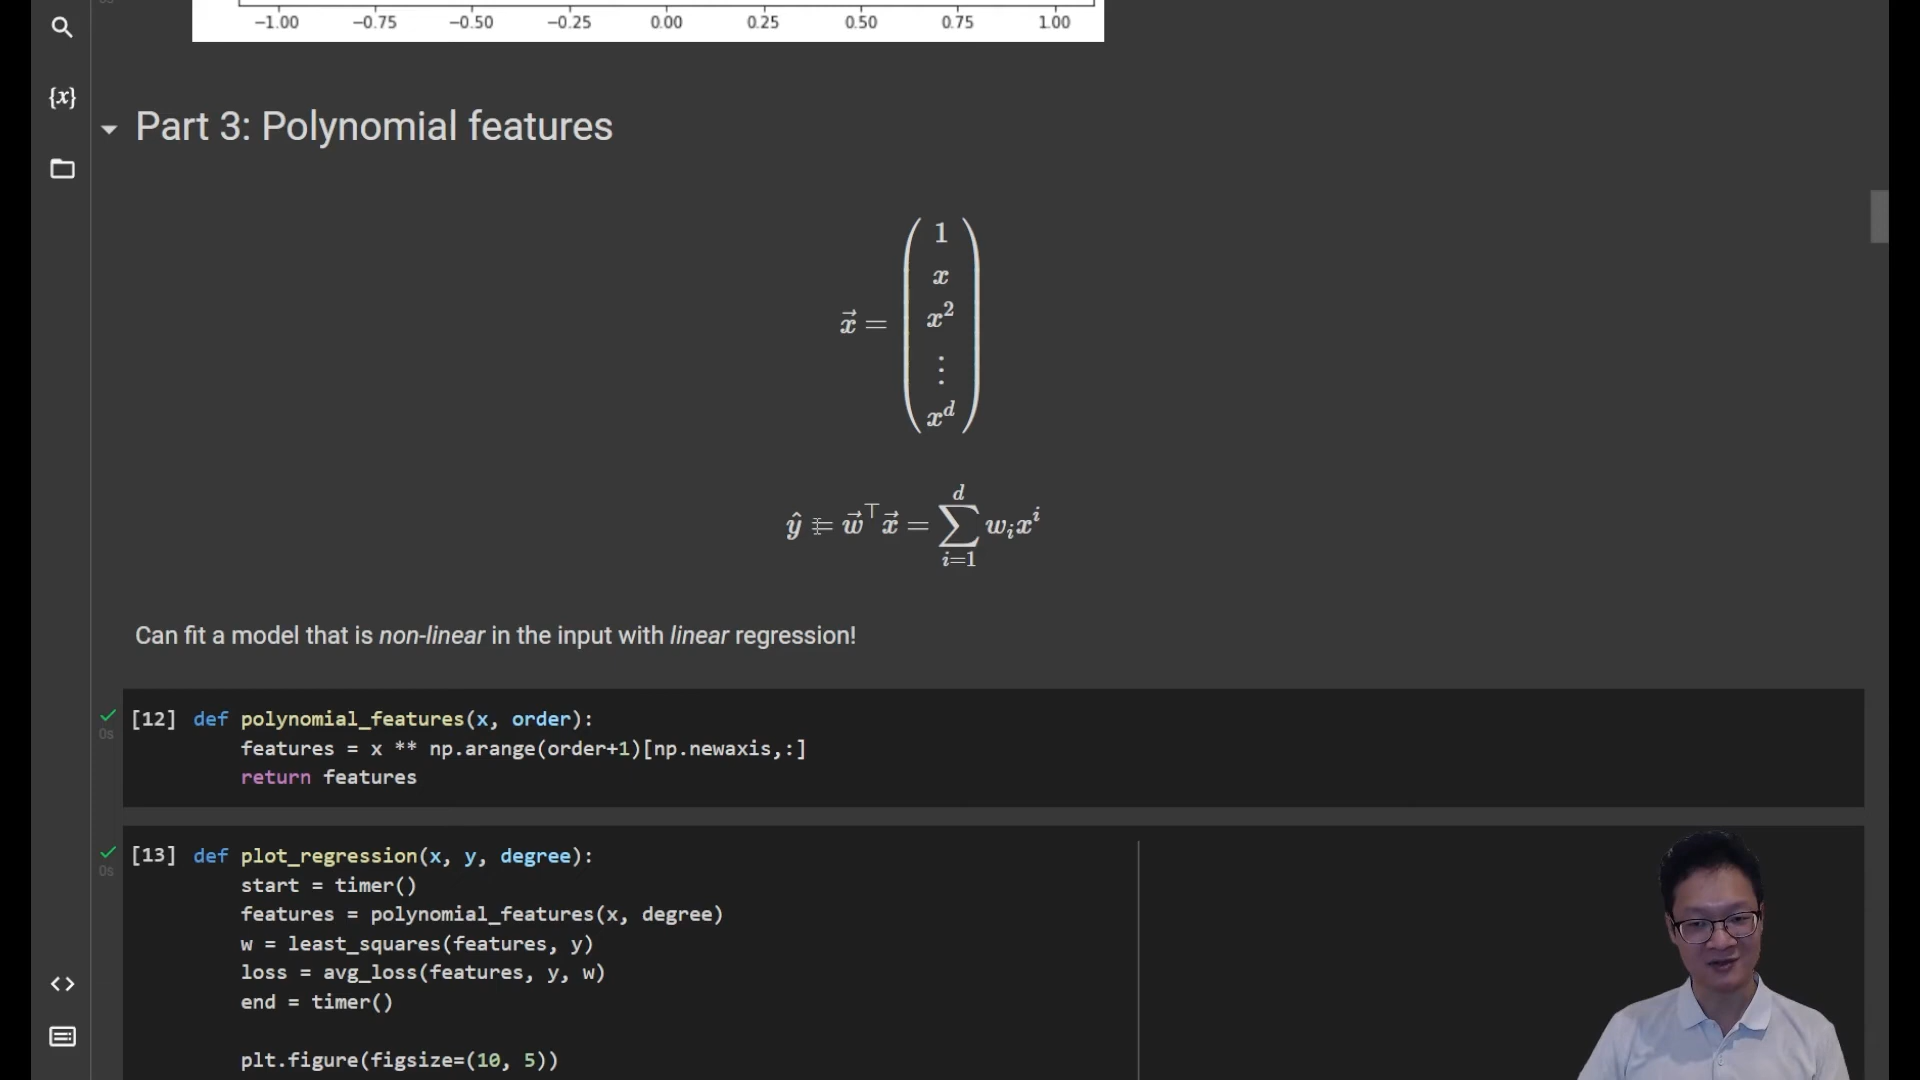 −1.00 −0.75 −0.50 −0.25 0.00 0.25 0.50 0.75 1.00
{x}
Part 3: Polynomial features
1
x
x²
⋮
x^d
x⃗ =
d
ŷ = w⃗^⊤ x⃗ = ∑ w_i x^i
i=1
Can fit a model that is non-linear in the input with linear regression!
[12] def polynomial_features(x, order):
0s
features = x ** np.arange(order+1)[np.newaxis,:]
return features
[13] def plot_regression(x, y, degree):
0s
start = timer()
features = polynomial_features(x, degree)
w = least_squares(features, y)
loss = avg_loss(features, y, w)
end = timer()
plt.figure(figsize=(10, 5))